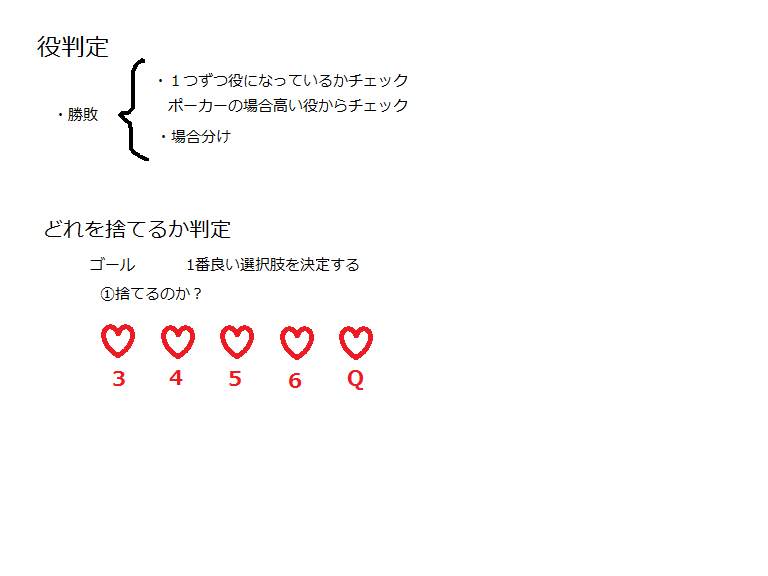 役判定
・１つずつ役になっているかチェック
ポーカーの場合高い役からチェック
・勝敗
・場合分け
どれを捨てるか判定
ゴール 1番良い選択肢を決定する
①捨てるのか？
3 4 5 6 Q